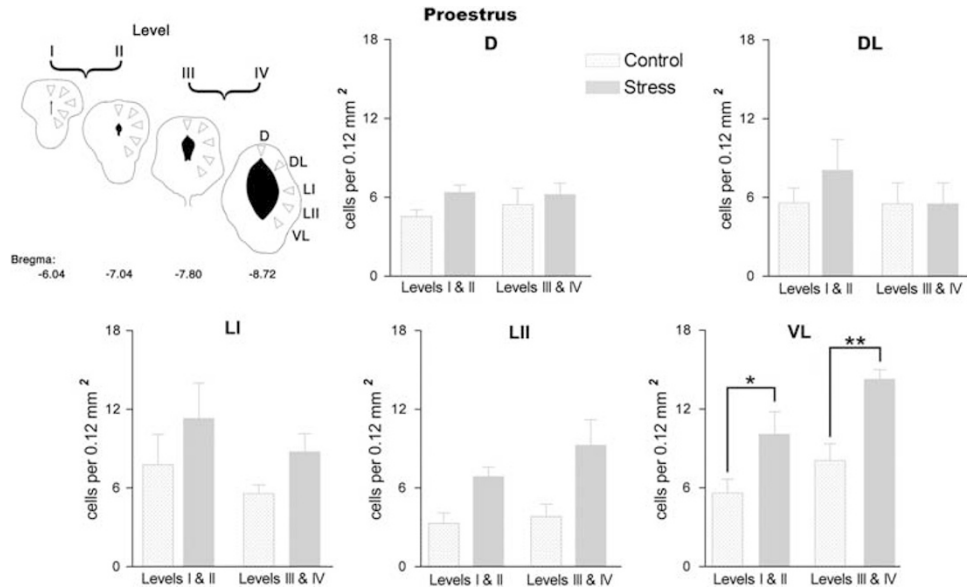 Proestrus
Level
I
II
III
IV
D
DL
LI
LII
VL
Bregma:
-6.04
-7.04
-7.80
-8.72
D
Control
Stress
cells per 0.12 mm 2
18
12
6
0
Levels I & II
Levels III & IV
DL
cells per 0.12 mm 2
18
12
6
0
Levels I & II
Levels III & IV
LI
cells per 0.12 mm 2
18
12
6
0
Levels I & II
Levels III & IV
LII
cells per 0.12 mm 2
18
12
6
0
Levels I & II
Levels III & IV
VL
cells per 0.12 mm 2
18
12
6
0
*
**
Levels I & II
Levels III & IV